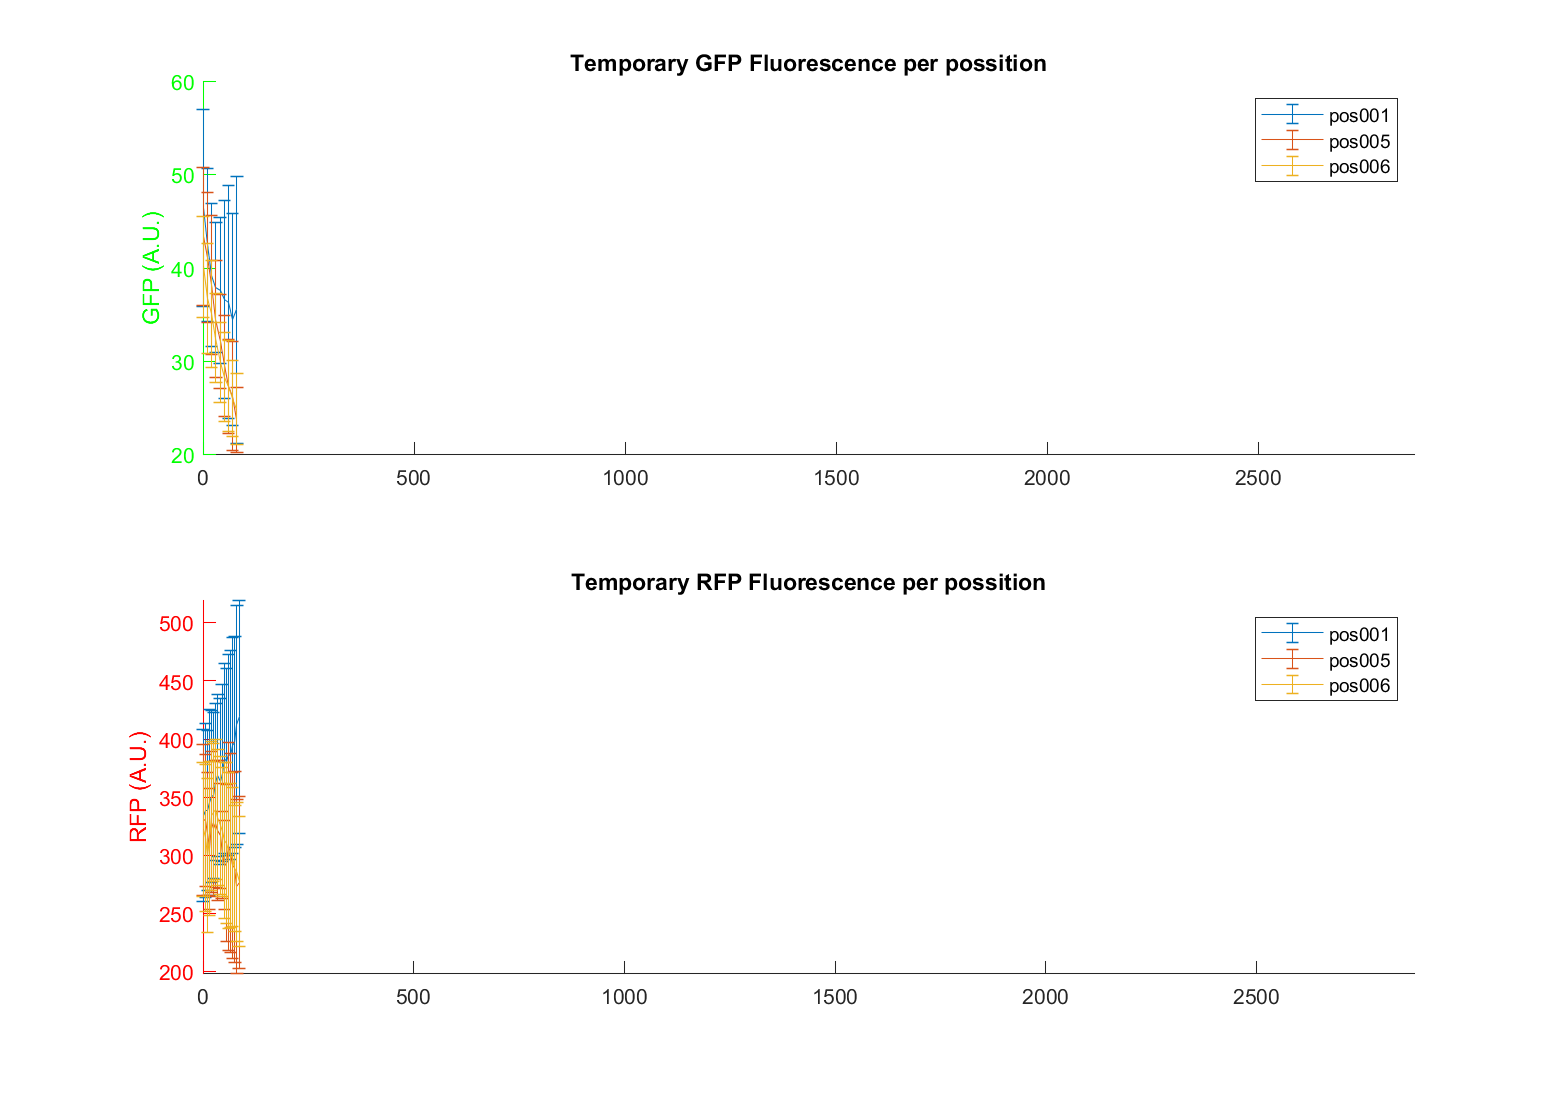 Temporary GFP Fluorescence per possition
60
50
40
30
20
GFP (A.U.)
pos001
pos005
pos006
0 500 1000 1500 2000 2500
Temporary RFP Fluorescence per possition
500
450
400
350
300
250
200
RFP (A.U.)
pos001
pos005
pos006
0 500 1000 1500 2000 2500